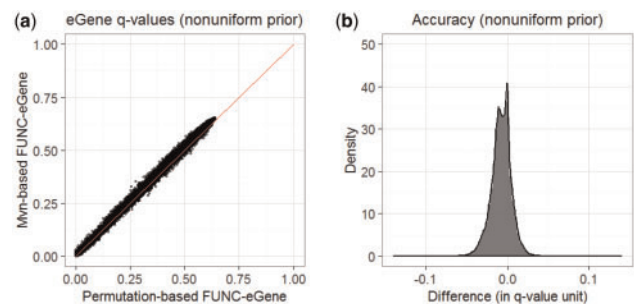 (a) eGene q-values (nonuniform prior)
1.00
0.75
0.50
0.25
0.00
Mvn-based FUNC-eGene
0.00 0.25 0.50 0.75 1.00
Permutation-based FUNC-eGene
(b) Accuracy (nonuniform prior)
50
40
30
20
10
0
Density
-0.1 0.0 0.1
Difference (in q-value unit)